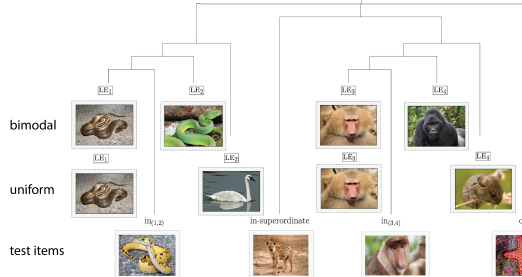 LE1 LE2 LE3 LE4
bimodal
LE1 LE2 LE3 LE4
uniform
in(1,2) in-superordinate in(3,4)
test items